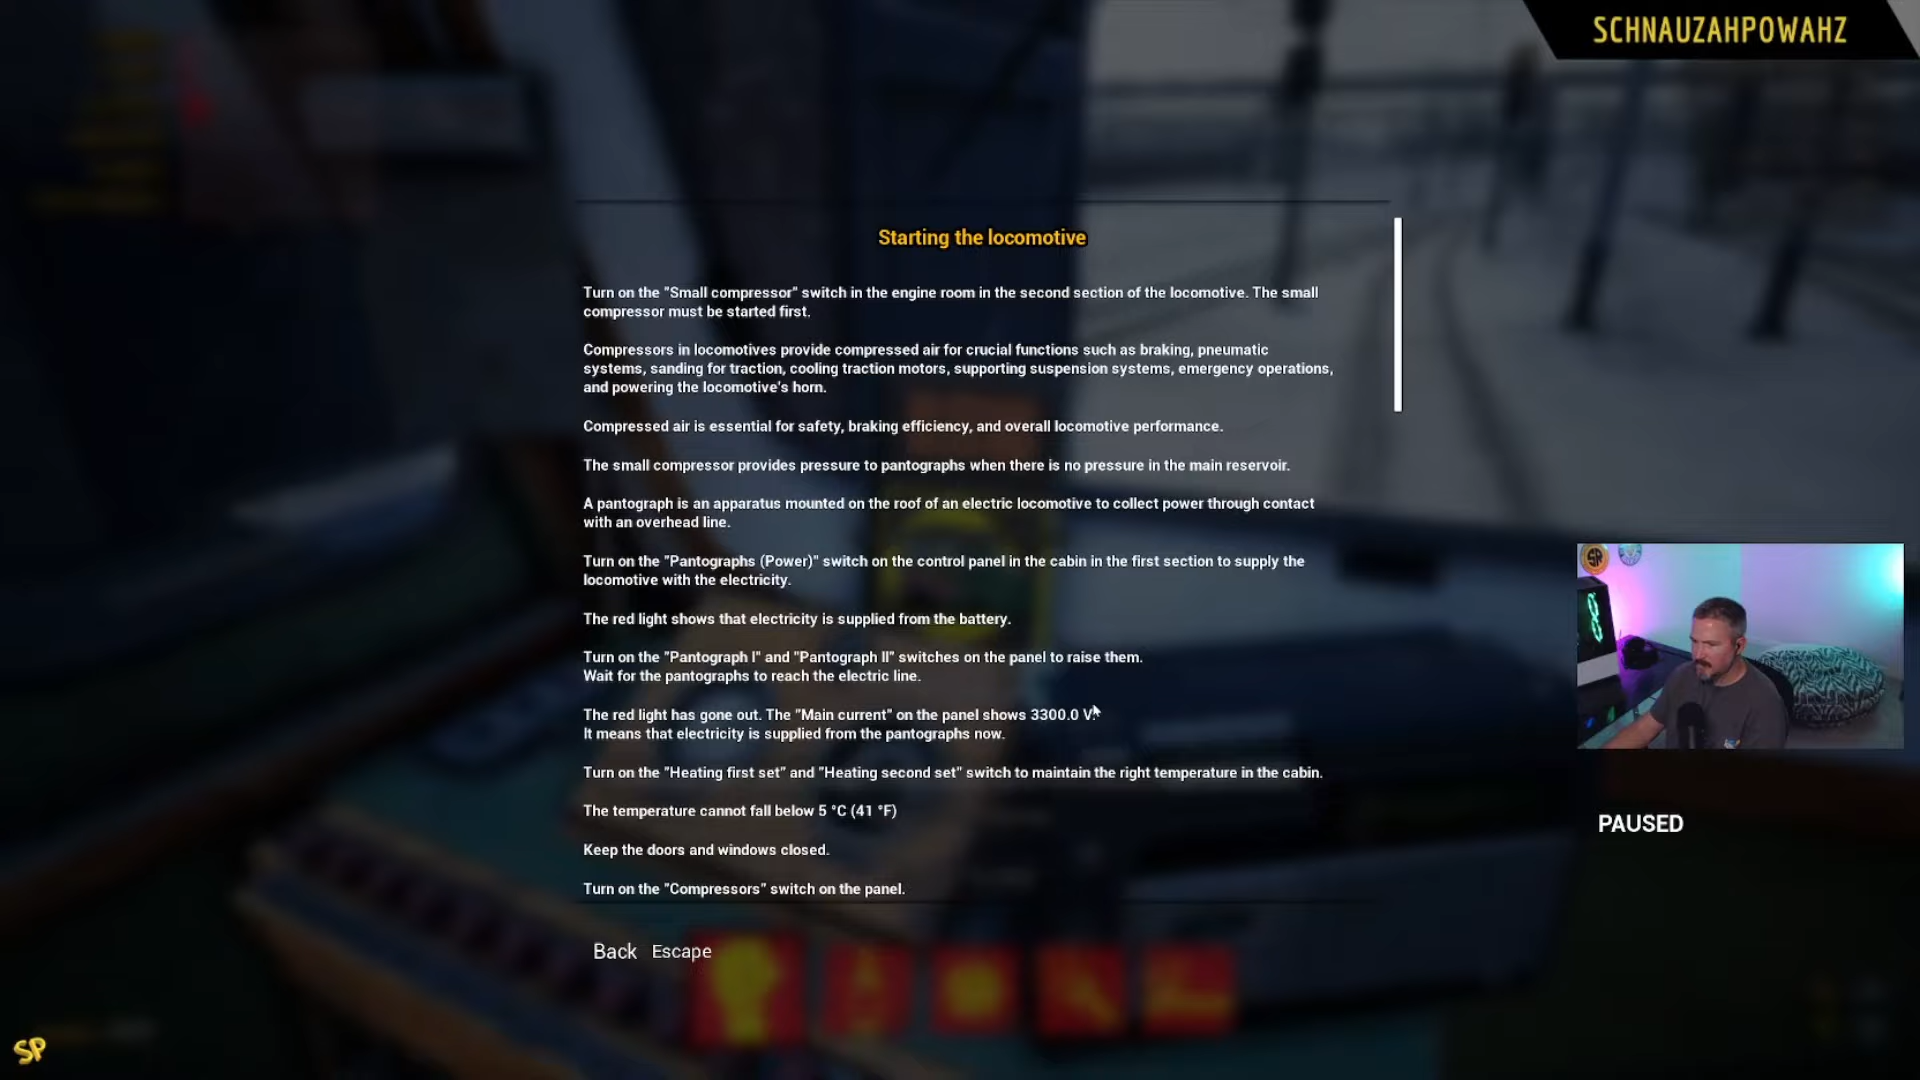 SCHNAUZAHPOWAHZ
Starting the locomotive
Turn on the "Small compressor" switch in the engine room in the second section of the locomotive. The small
compressor must be started first.
Compressors in locomotives provide compressed air for crucial functions such as braking, pneumatic
systems, sanding for traction, cooling traction motors, supporting suspension systems, emergency operations,
and powering the locomotive's horn.
Compressed air is essential for safety, braking efficiency, and overall locomotive performance.
The small compressor provides pressure to pantographs when there is no pressure in the main reservoir.
A pantograph is an apparatus mounted on the roof of an electric locomotive to collect power through contact
with an overhead line.
Turn on the "Pantographs (Power)" switch on the control panel in the cabin in the first section to supply the
locomotive with the electricity.
The red light shows that electricity is supplied from the battery.
Turn on the "Pantograph I" and "Pantograph II" switches on the panel to raise them.
Wait for the pantographs to reach the electric line.
The red light has gone out. The "Main current" on the panel shows 3300.0 V.
It means that electricity is supplied from the pantographs now.
Turn on the "Heating first set" and "Heating second set" switch to maintain the right temperature in the cabin.
The temperature cannot fall below 5 °C (41 °F)
Keep the doors and windows closed.
Turn on the "Compressors" switch on the panel.
Back Escape
PAUSED
SP